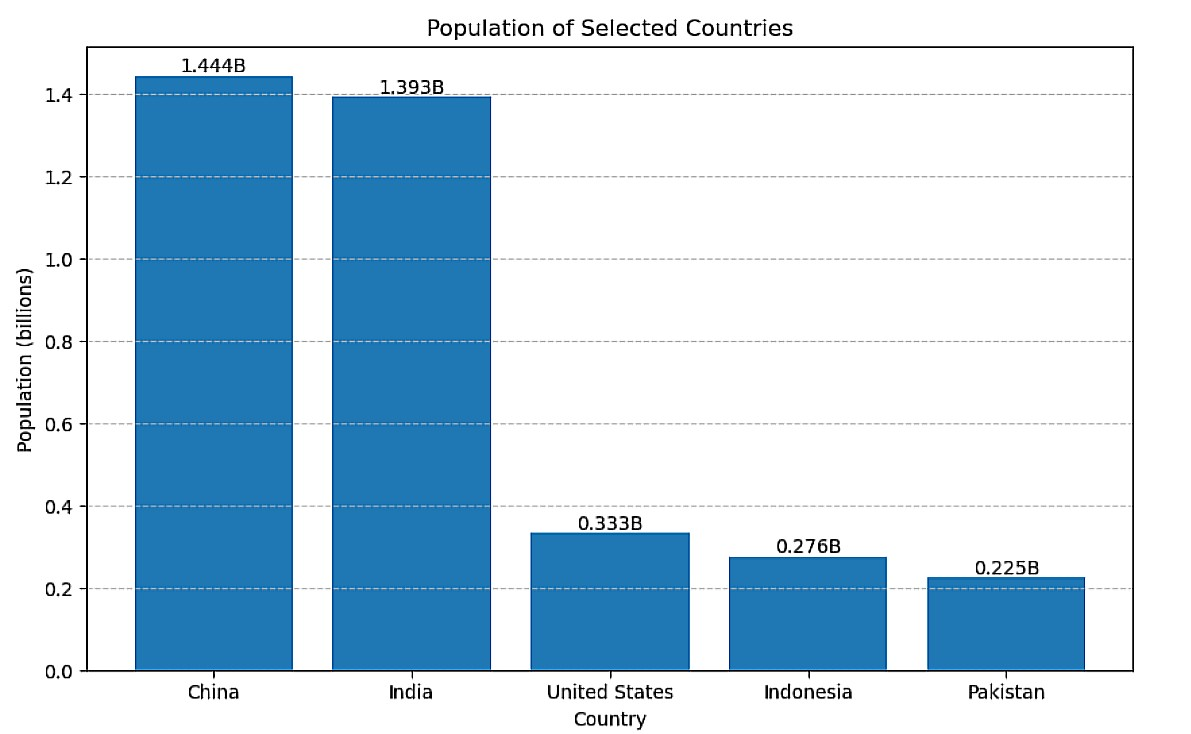 Population of Selected Countries
1.444B
1.393B
0.333B
0.276B
0.225B
1.4
1.2
1.0
0.8
0.6
0.4
0.2
0.0
Population (billions)
China
India
United States
Indonesia
Pakistan
Country